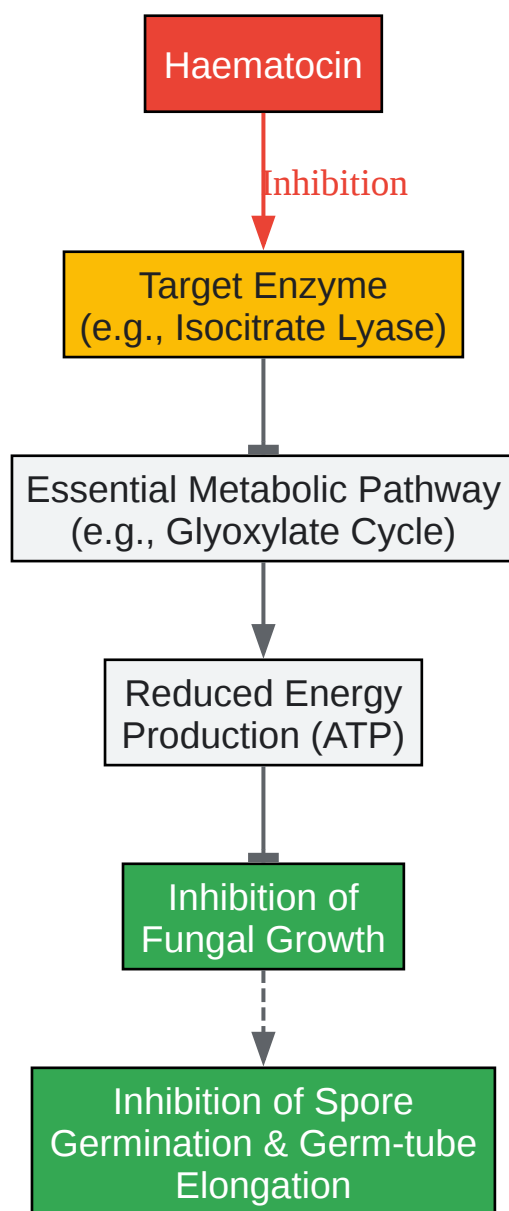 Haematocin
Inhibition
Target Enzyme
(e.g., Isocitrate Lyase)
Essential Metabolic Pathway
(e.g., Glyoxylate Cycle)
Reduced Energy
Production (ATP)
Inhibition of
Fungal Growth
Inhibition of Spore
Germination & Germ-tube
Elongation